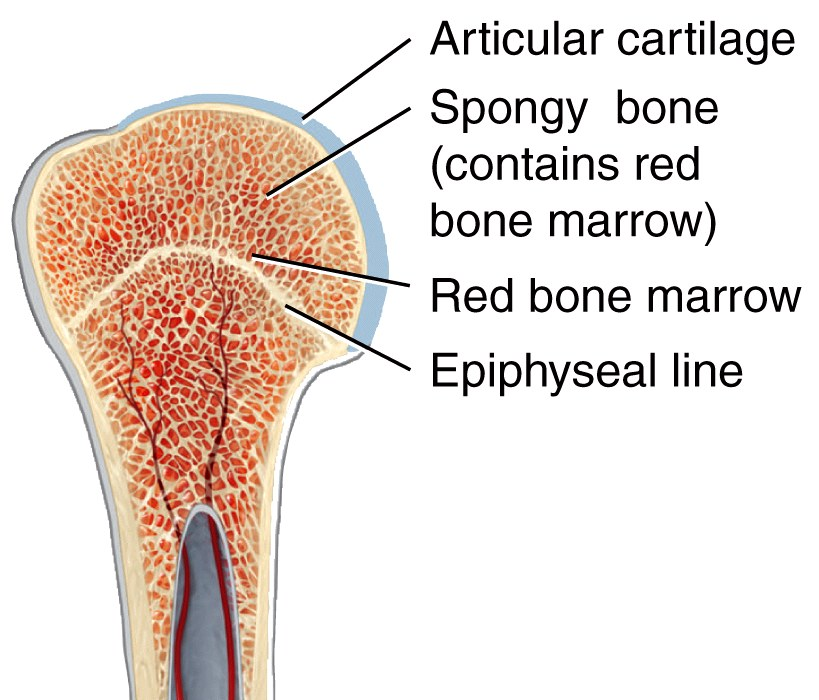 Articular cartilage
Spongy bone
(contains red
bone marrow)
Red bone marrow
Epiphyseal line